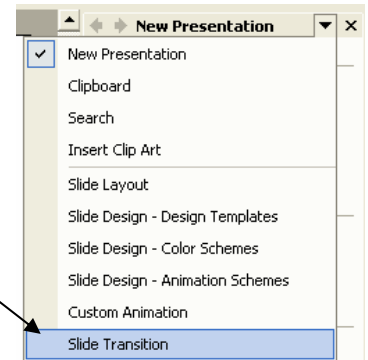 New Presentation
New Presentation
Clipboard
Search
Insert Clip Art
Slide Layout
Slide Design - Design Templates
Slide Design - Color Schemes
Slide Design - Animation Schemes
Custom Animation
Slide Transition